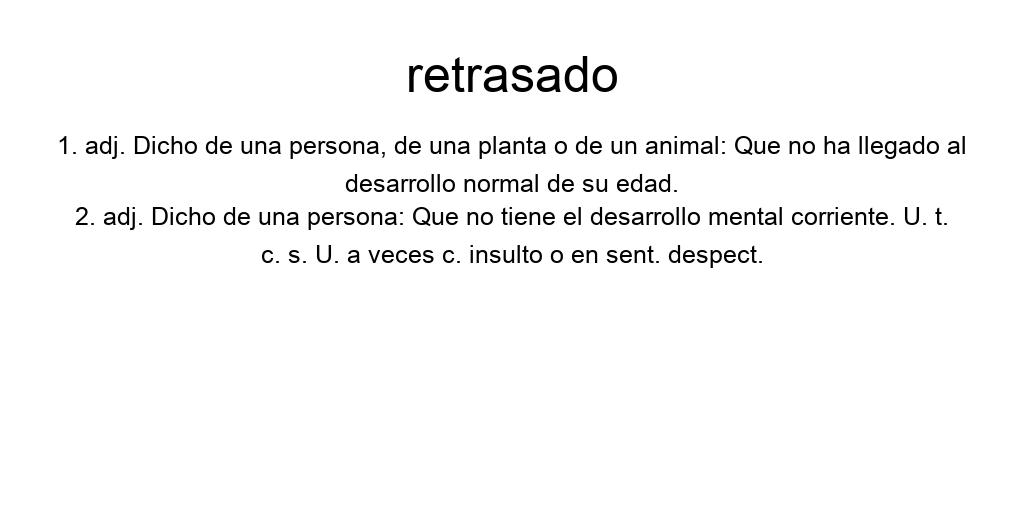 retrasado
1. adj. Dicho de una persona, de una planta o de un animal: Que no ha llegado al
desarrollo normal de su edad.
2. adj. Dicho de una persona: Que no tiene el desarrollo mental corriente. U. t.
c. s. U. a veces c. insulto o en sent. despect.